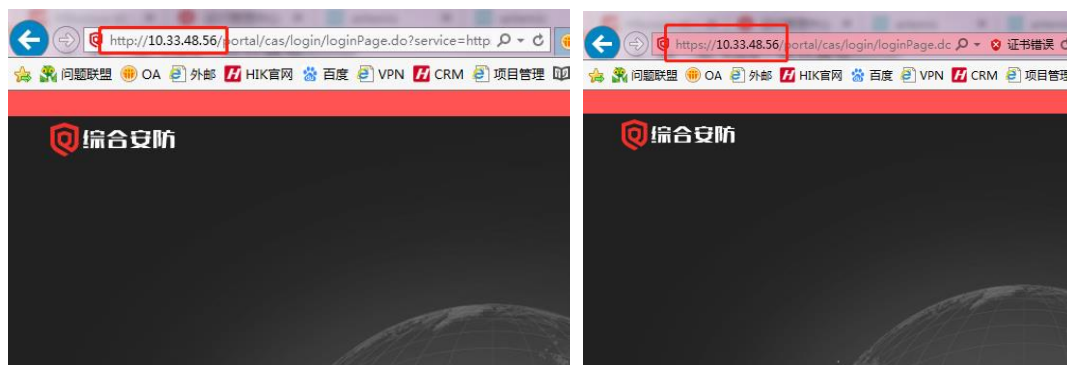 http://10.33.48.56/portal/cas/login/loginPage.do?service=http
问题联盟 OA 外部 HIK官网 百度 VPN CRM 项目管理
综合安防
https://10.33.48.56/portal/cas/login/loginPage.dc 证书错误
问题联盟 OA 外部 HIK官网 百度 VPN CRM 项目管理
综合安防